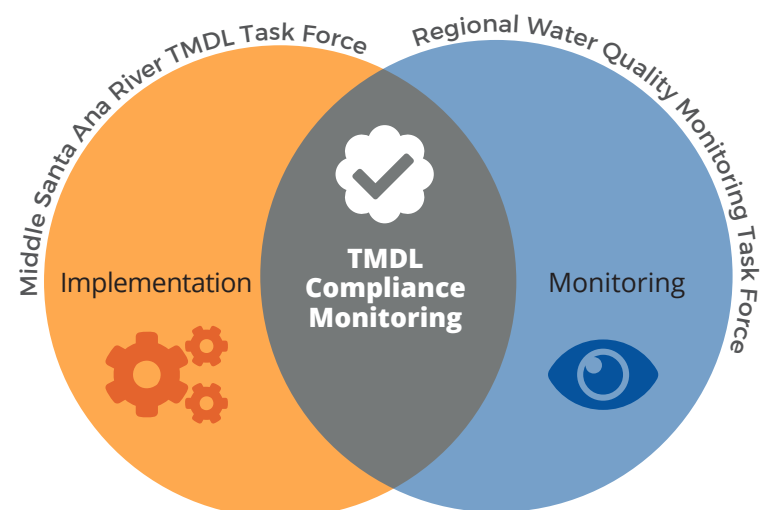 Middle Santa Ana River TMDL Task Force
Regional Water Quality Monitoring Task Force
Implementation
TMDL
Compliance
Monitoring
Monitoring